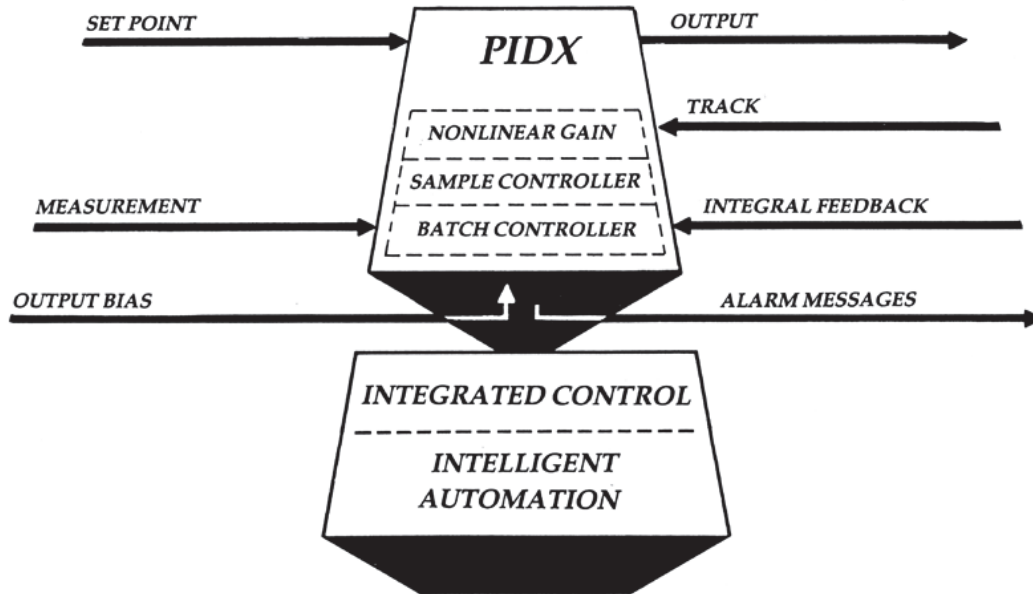 SET POINT
OUTPUT
PIDX
TRACK
NONLINEAR GAIN
SAMPLE CONTROLLER
MEASUREMENT
INTEGRAL FEEDBACK
BATCH CONTROLLER
OUTPUT BIAS
ALARM MESSAGES
INTEGRATED CONTROL
INTELLIGENT
AUTOMATION